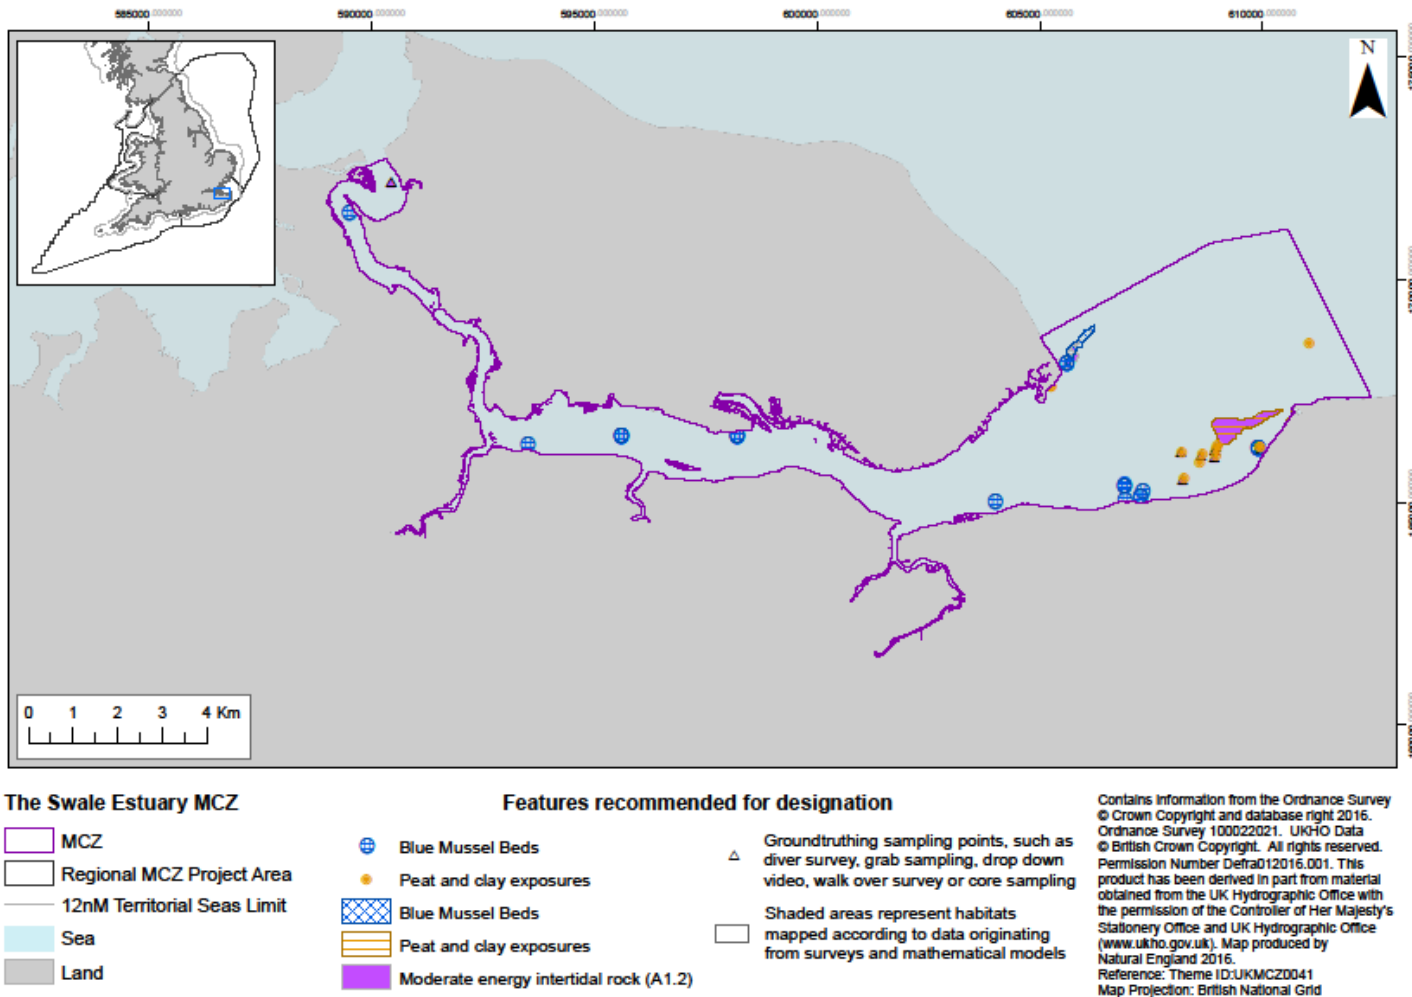 585000.000000 590000.000000 595000.000000 600000.000000 605000.000000 610000.000000
N
0 1 2 3 4 Km
The Swale Estuary MCZ
MCZ
Regional MCZ Project Area
12nM Territorial Seas Limit
Sea
Land
Features recommended for designation
Blue Mussel Beds
Peat and clay exposures
Blue Mussel Beds
Peat and clay exposures
Moderate energy intertidal rock (A1.2)
Groundtruthing sampling points, such as
diver survey, grab sampling, drop down
video, walk over survey or core sampling
Shaded areas represent habitats
mapped according to data originating
from surveys and mathematical models
Contains Information from the Ordnance Survey
© Crown Copyright and database right 2016.
Ordnance Survey 100022021. UKHO Data
© British Crown Copyright. All rights reserved.
Permission Number Defra012016.001. This
product has been derived in part from material
obtained from the UK Hydrographic Office with
the permission of the Controller of Her Majesty's
Stationery Office and UK Hydrographic Office
(www.ukho.gov.uk). Map produced by
Natural England 2016.
Reference: Theme ID:UKMCZ0041
Map Projection: British National Grid